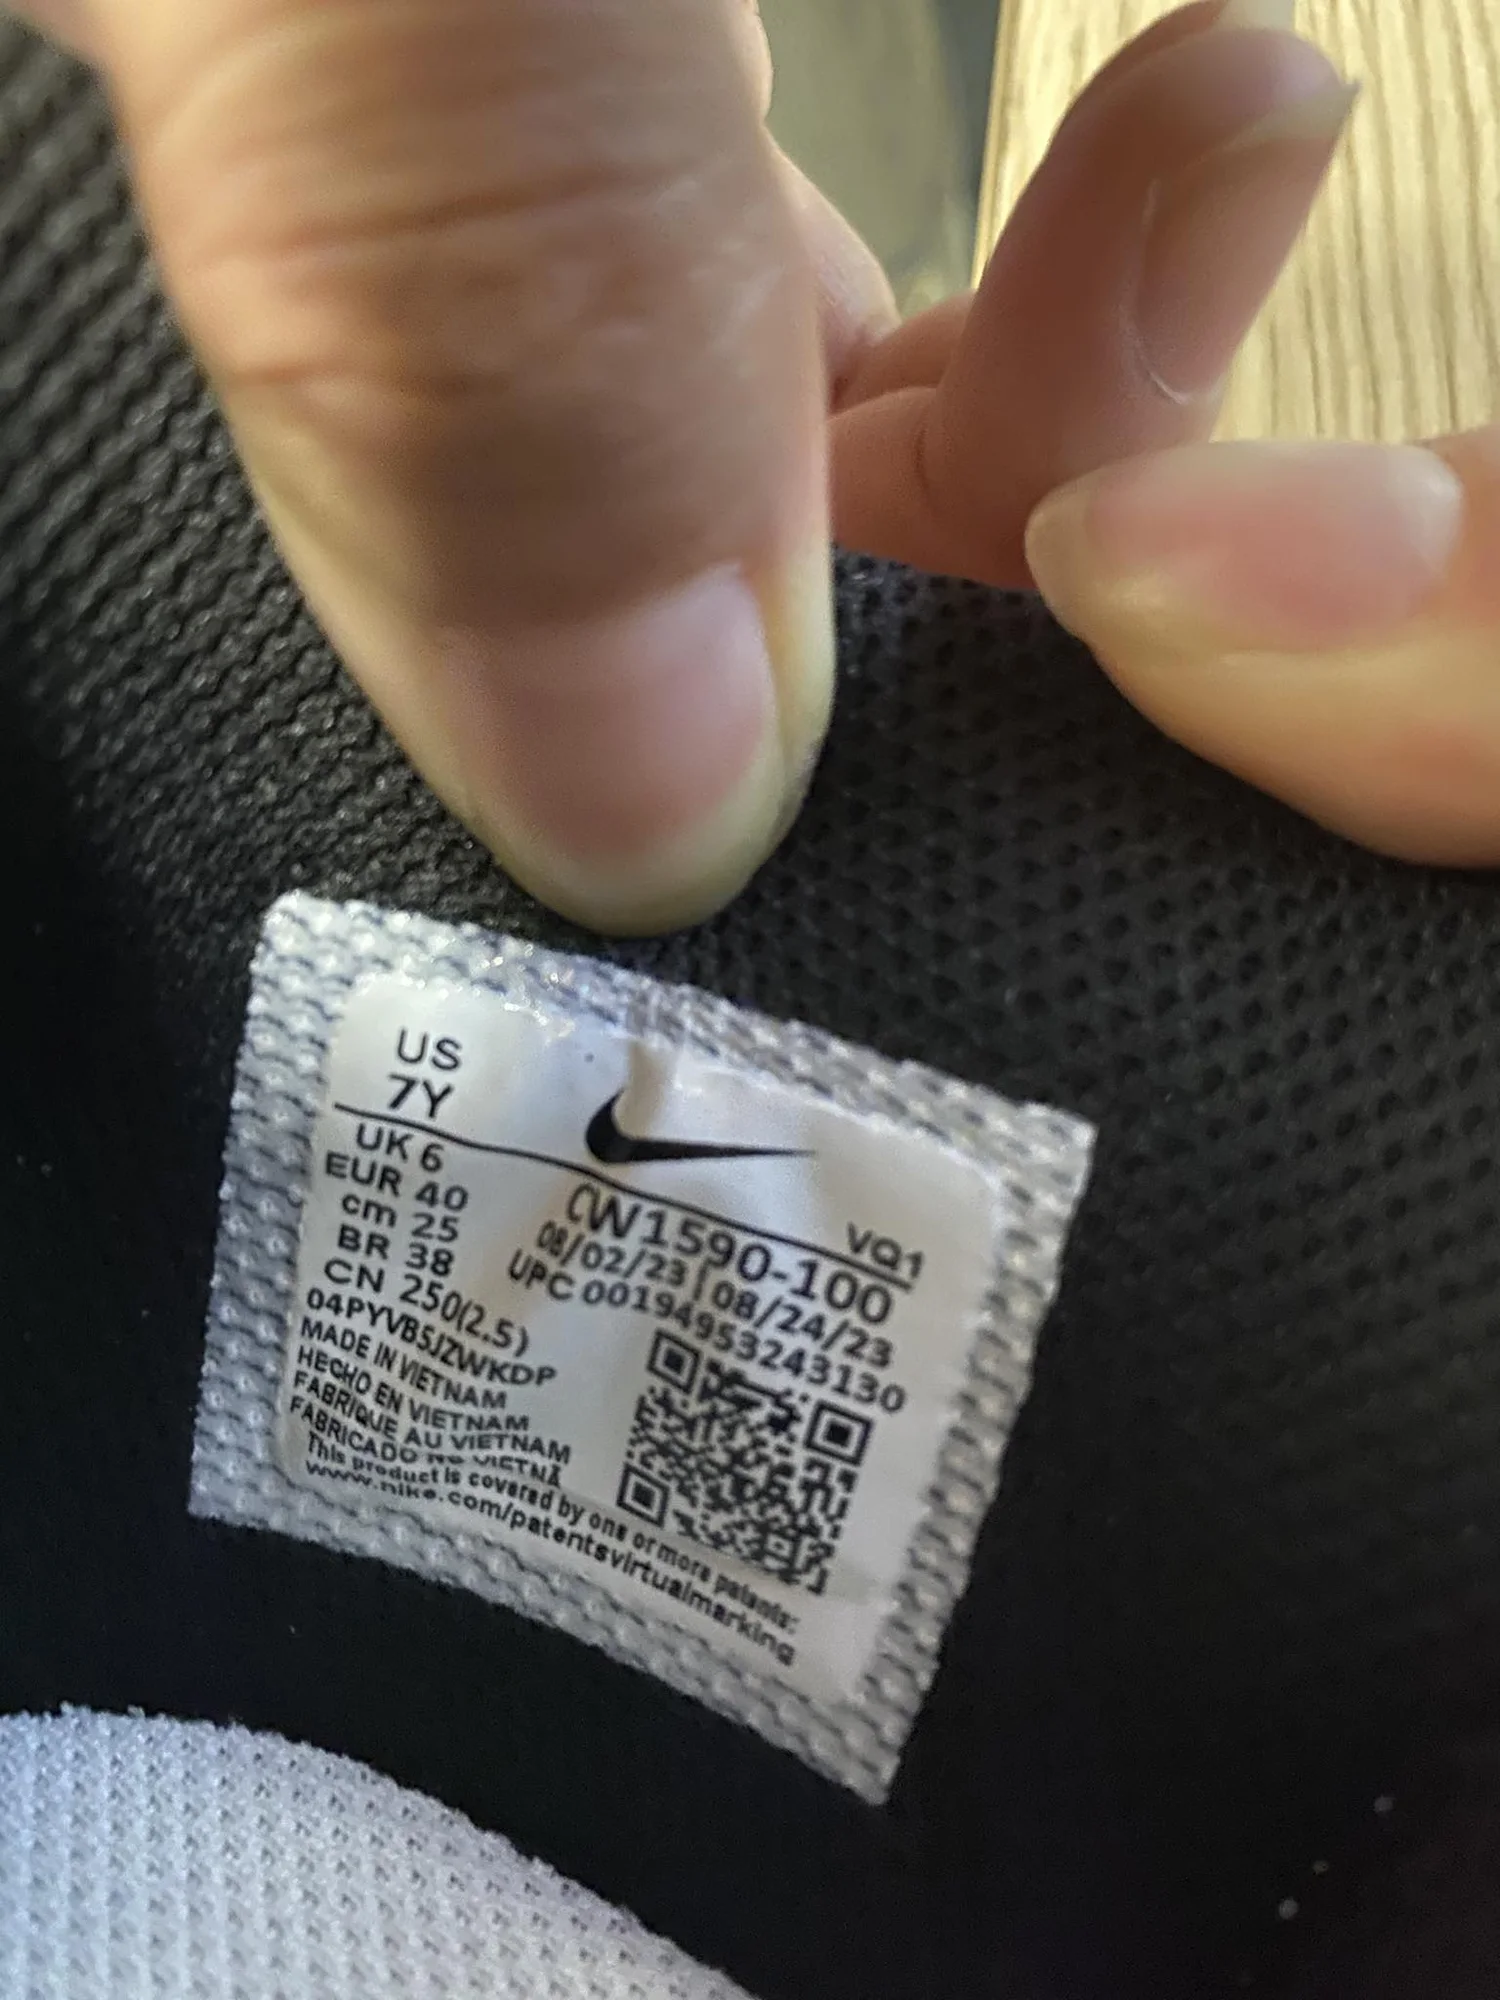 US
7Y
UK 6
EUR 40
cm 25
BR 38
CN 250(2.5)
04PYVB5JZWKDP
MADE IN VIETNAM
HECHO EN VIETNAM
FABRIQUE AU VIETNAM
FABRICADO NO VIETNÃ
This product is covered by one or more patents:
www.nike.com/patentsvirtualmarking
VQ1
CW1590-100
08/02/23 | 08/24/23
UPC 00194953243130